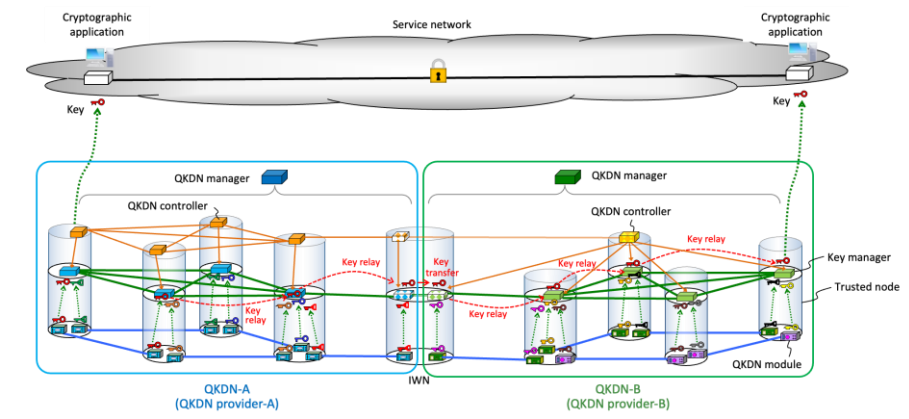 Cryptographic
application
Service network
Cryptographic
application
Key
Key
QKDN manager
QKDN manager
QKDN controller
QKDN controller
Key relay
Key
transfer
Key relay
Key relay
Key manager
Key
relay
Key relay
Trusted node
QKDN module
IWN
QKDN-A
(QKDN provider-A)
QKDN-B
(QKDN provider-B)